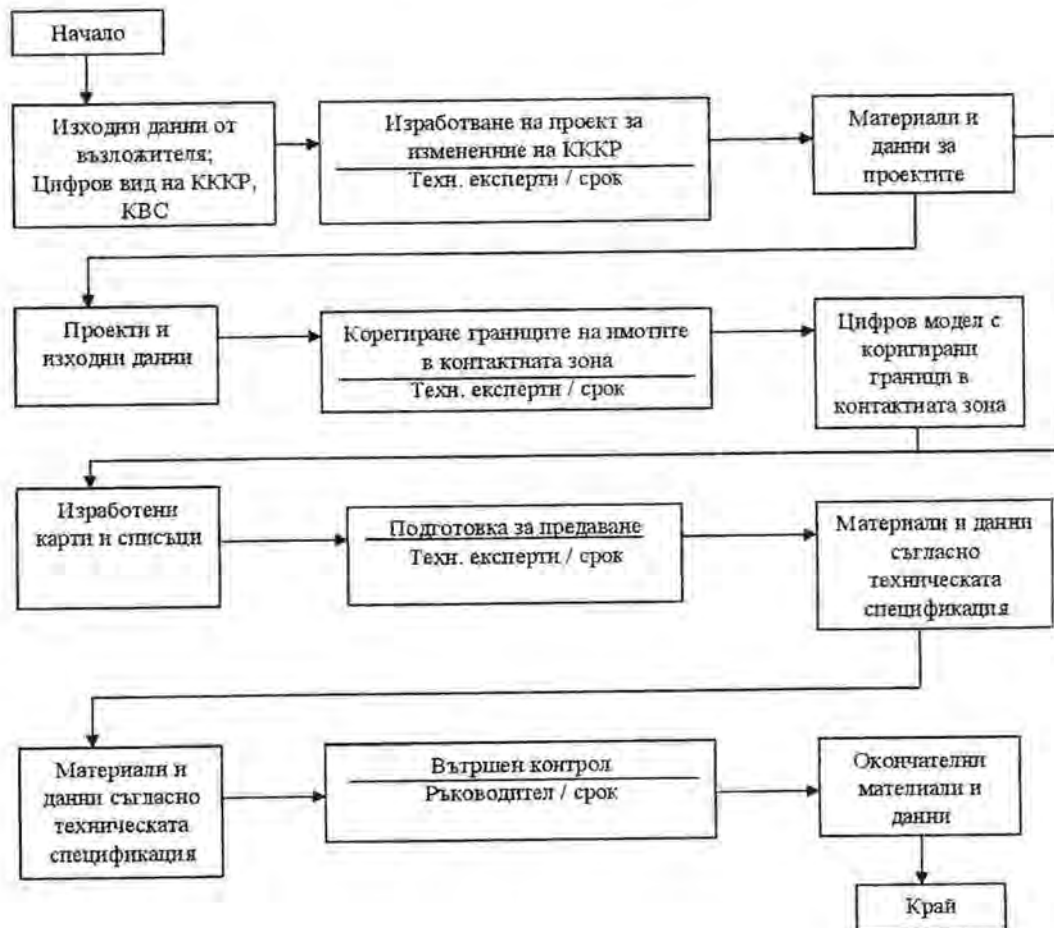 Начало
Изходни данни от
възложителя;
Цифров вид на КККР,
КВС
Изработване на проект за
изменение на КККР
Техн. експерти / срок
Материали и
данни за
проектите
Проекти и
изходни данни
Корегиране границите на имотите
в контактната зона
Техн. експерти / срок
Цифров модел с
коригирани
граници в
контактната зона
Изработени
карти и списъци
Подготовка за предаване
Техн. експерти / срок
Материали и данни
съгласно
техническата
спецификация
Материали и
данни съгласно
техническата
спецификация
Вътршен контрол
Ръководител / срок
Окончателни
мателиали и
данни
Край